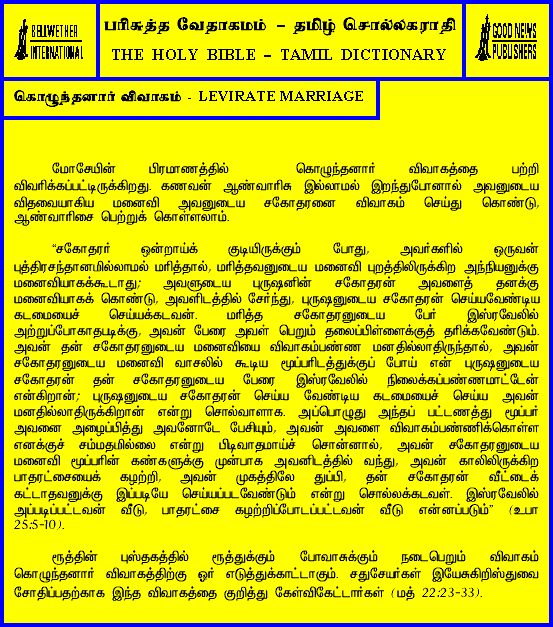 BELLWETHER
INTERNATIONAL
பரிசுத்த வேதாகமம் – தமிழ் சொல்லகராதி
THE HOLY BIBLE – TAMIL DICTIONARY
GOOD NEWS
PUBLISHERS
கொழுந்தனார் விவாகம் - LEVIRATE MARRIAGE
மோசேயின் பிரமாணத்தில் கொழுந்தனார் விவாகத்தை பற்றி
விவரிக்கப்பட்டிருக்கிறது. கணவன் ஆண்வாரிசு இல்லாமல் இறந்துபோனால் அவனுடைய
விதவையாகிய மனைவி அவனுடைய சகோதரனை விவாகம் செய்து கொண்டு,
ஆண்வாரிசை பெற்றுக் கொள்ளலாம்.
“சகோதரர் ஒன்றாய்க் குடியிருக்கும் போது, அவர்களில் ஒருவன்
புத்திரசந்தானமில்லாமல் மரித்தால், மரித்தவனுடைய மனைவி புறத்திலிருக்கிற அந்நியனுக்கு
மனைவியாகக்கூடாது; அவளுடைய புருஷனின் சகோதரன் அவளைத் தனக்கு
மனைவியாகக் கொண்டு, அவளிடத்தில் சேர்ந்து, புருஷனுடைய சகோதரன் செய்யவேண்டிய
கடமையைச் செய்யக்கடவன். மரித்த சகோதரனுடைய பேர் இஸ்ரவேலில்
அற்றுப்போகாதபடிக்கு, அவன் பேரை அவள் பெறும் தலைப்பிள்ளைக்குத் தரிக்கவேண்டும்.
அவன் தன் சகோதரனுடைய மனைவியை விவாகம்பண்ண மனதில்லாதிருந்தால், அவன்
சகோதரனுடைய மனைவி வாசலில் கூடிய மூப்பரிடத்துக்குப் போய் என் புருஷனுடைய
சகோதரன் தன் சகோதரனுடைய பேரை இஸ்ரவேலில் நிலைக்கப்பண்ணமாட்டேன்
என்கிறான்; புருஷனுடைய சகோதரன் செய்ய வேண்டிய கடமையைச் செய்ய அவன்
மனதில்லாதிருக்கிறான் என்று சொல்வாளாக. அப்பொழுது அந்தப் பட்டணத்து மூப்பர்
அவனை அழைப்பித்து அவனோடே பேசியும், அவன் அவளை விவாகம்பண்ணிக்கொள்ள
எனக்குச் சம்மதமில்லை என்று பிடிவாதமாய்ச் சொன்னால், அவன் சகோதரனுடைய
மனைவி மூப்பரின் கண்களுக்கு முன்பாக அவனிடத்தில் வந்து, அவன் காலிலிருக்கிற
பாதரட்சையைக் கழற்றி, அவன் முகத்திலே துப்பி, தன் சகோதரன் வீட்டைக்
கட்டாதவனுக்கு இப்படியே செய்யப்படவேண்டும் என்று சொல்லக்கடவள். இஸ்ரவேலில்
அப்படிப்பட்டவன் வீடு, பாதரட்சை கழற்றிப்போடப்பட்டவன் வீடு என்னப்படும்” (உபா
25:5-10).
ரூத்தின் புஸ்தகத்தில் ரூத்துக்கும் போவாசுக்கும் நடைபெறும் விவாகம்
கொழுந்தனார் விவாகத்திற்கு ஓர் எடுத்துக்காட்டாகும். சதுசேயர்கள் இயேசுகிறிஸ்துவை
சோதிப்பதற்காக இந்த விவாகத்தை குறித்து கேள்விகேட்டார்கள் (மத் 22:23-33).